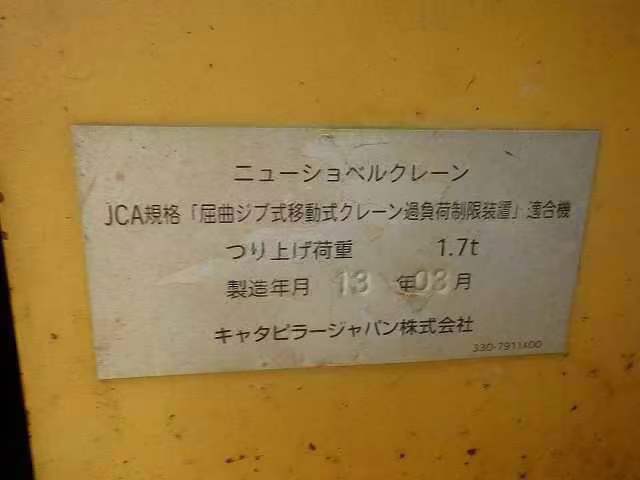 ニューショベルクレーン
JCA規格「屈曲ジブ式移動式クレーン過負荷制限装置」適合機
つり上げ荷重 1.7t
製造年月 13 年 03 月
キャタピラージャパン株式会社